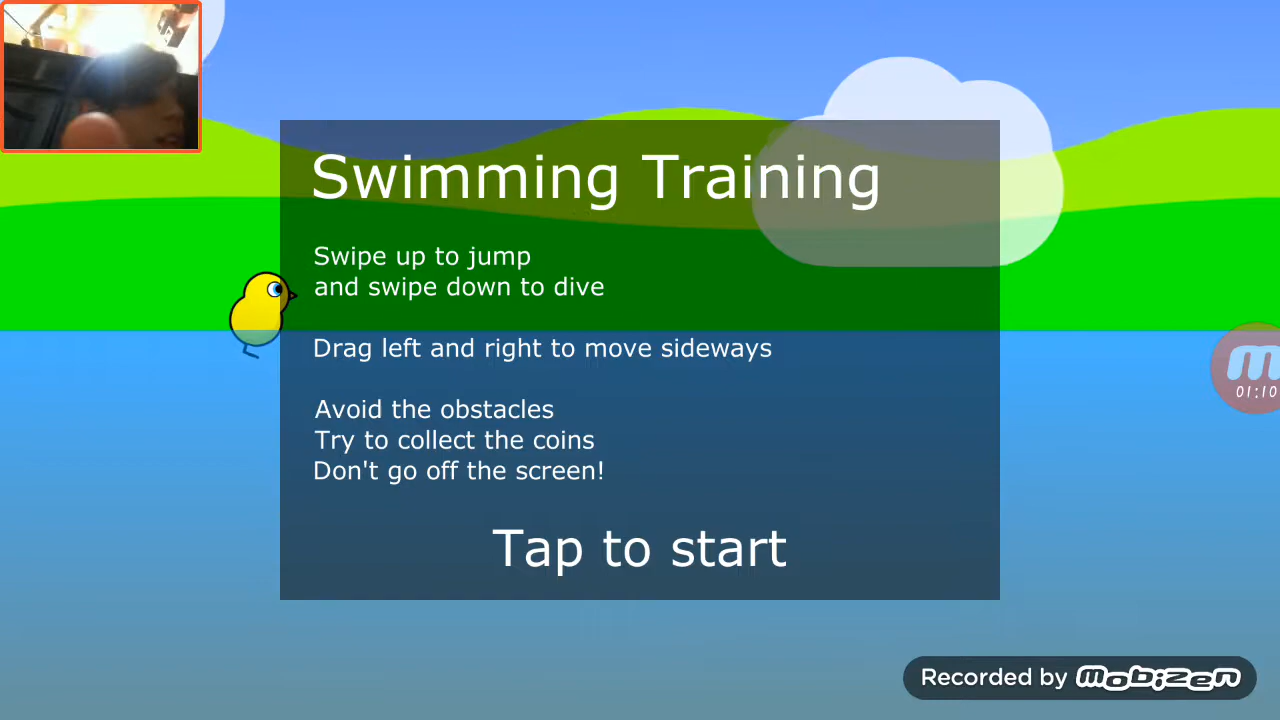 Swimming Training
Swipe up to jump
and swipe down to dive
Drag left and right to move sideways
Avoid the obstacles
Try to collect the coins
Don't go off the screen!
Tap to start
01:10
Recorded by mobizen